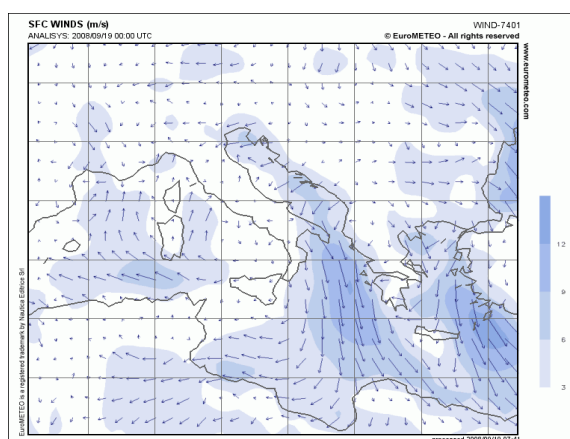 SFC WINDS (m/s)
WIND-7401
ANALISYS: 2008/09/19 00:00 UTC
© EuroMETEO - All rights reserved
www.eurometeo.com
12
9
6
3
EuroMETEO is a registered trademark by Nautica Editrice Srl